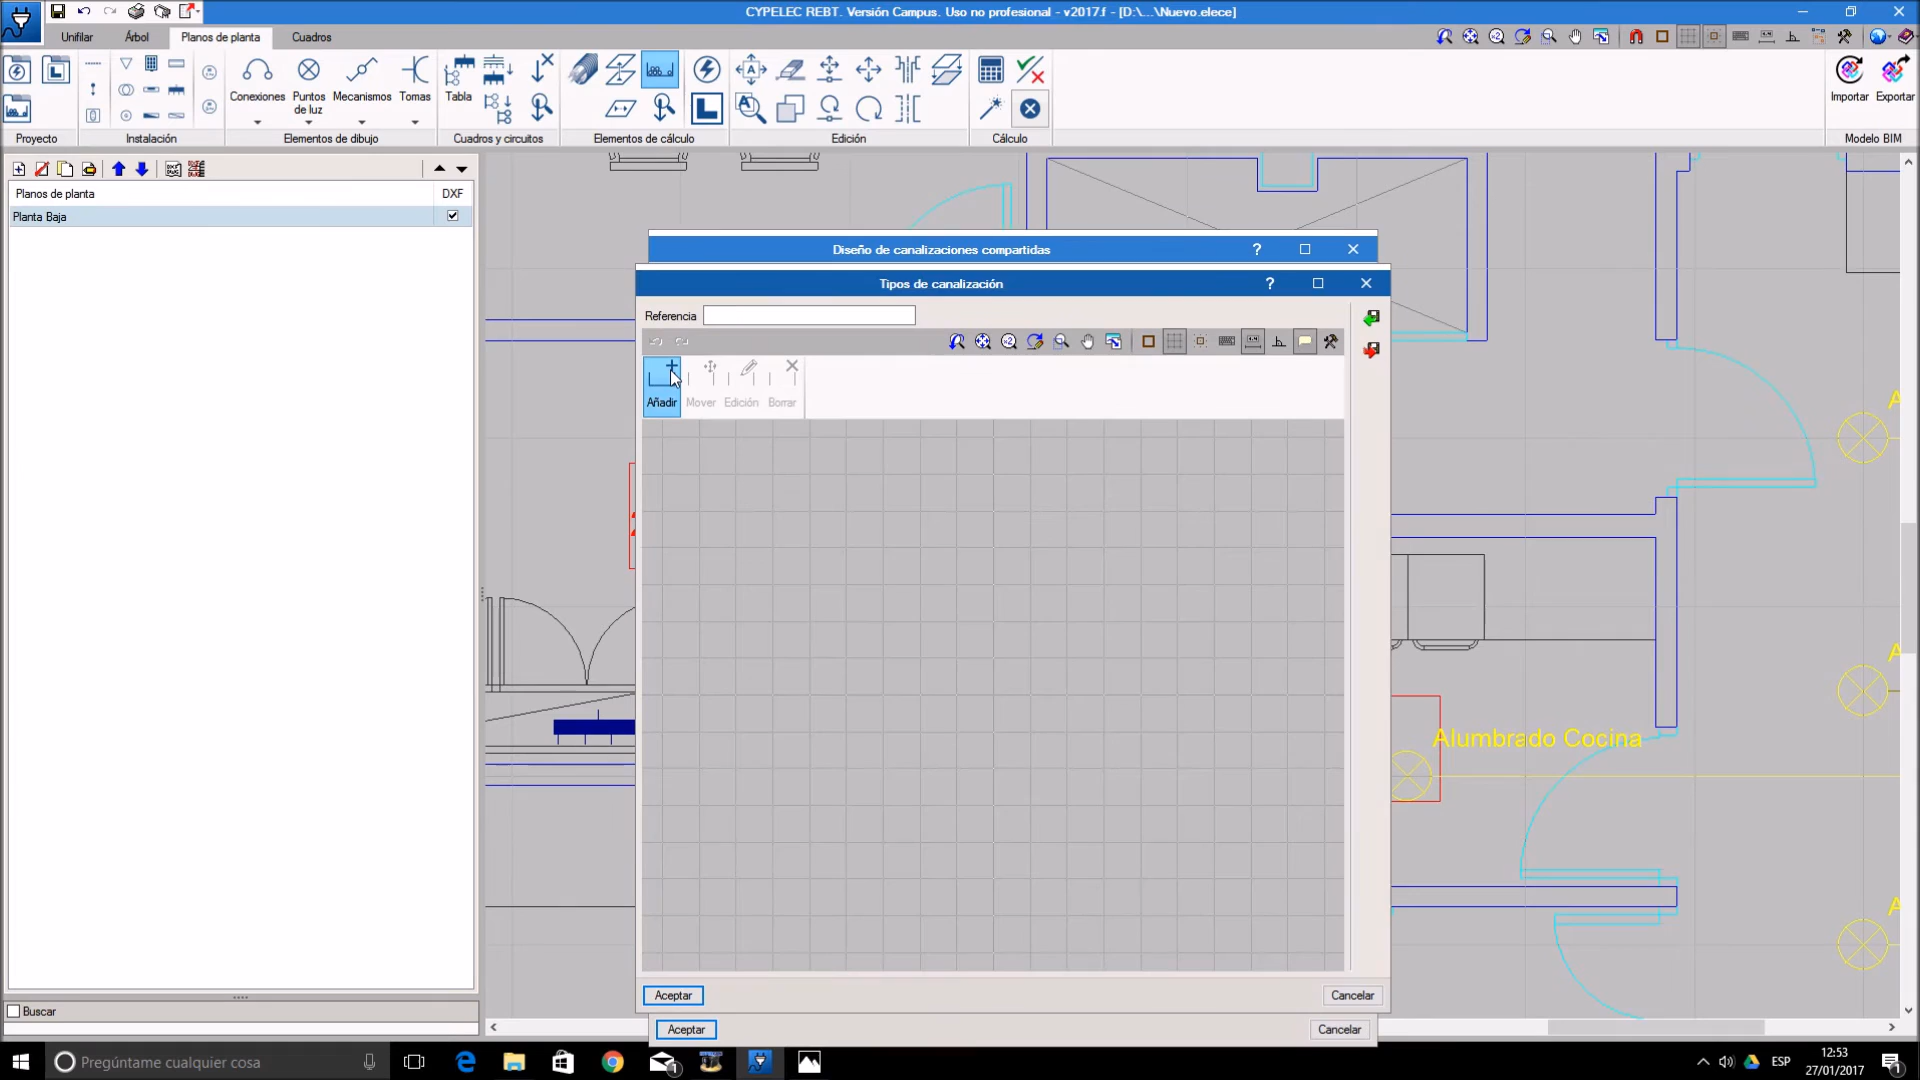 CYPELEC REBT. Versión Campus. Uso no profesional - v2017.f - [D:\...\Nuevo.elece]
Unifilar Árbol Planos de planta Cuadros
Conexiones Puntos de luz Mecanismos Tomas Tabla Importar Exportar
Proyecto Instalación Elementos de dibujo Cuadros y circuitos Elementos de cálculo Edición Cálculo Modelo BIM
Planos de planta DXF
Planta Baja
Diseño de canalizaciones compartidas
Tipos de canalización
Referencia
Añadir Mover Edición Borrar
Alumbrado Cocina
Aceptar Cancelar
Aceptar Cancelar
Buscar
Pregúntame cualquier cosa
ESP
12:53
27/01/2017